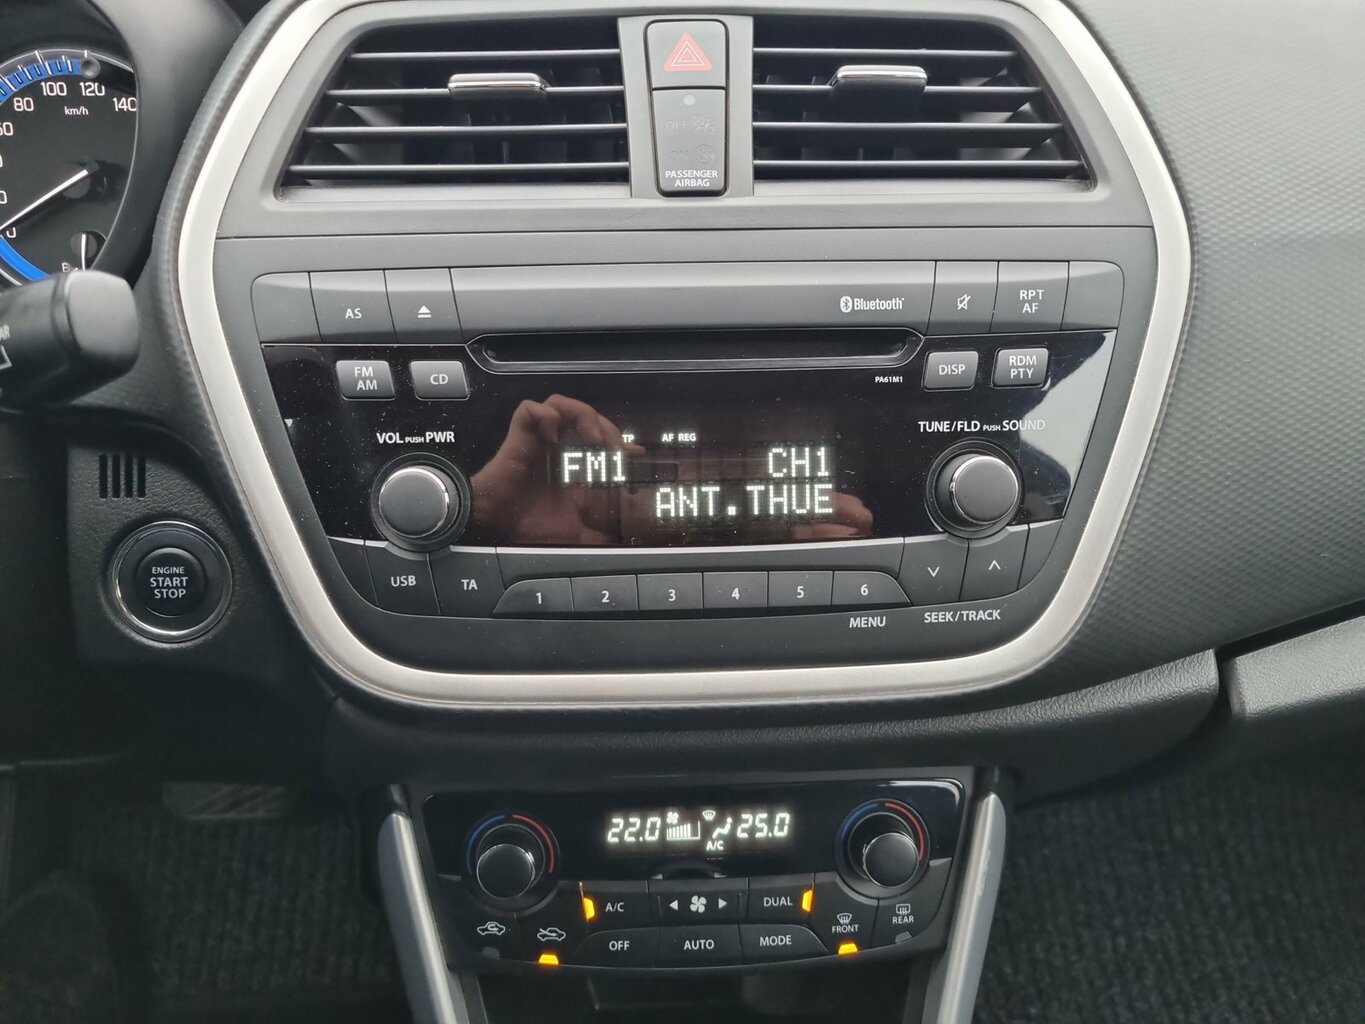 80 100 120 140
km/h
E
OFF
PASSENGER
AIRBAG
AS
Bluetooth
RPT
AF
FM
AM
CD
PA61M1
DISP
RDM
PTY
VOL PUSH PWR
TUNE/FLD PUSH SOUND
TP AF REG
FM1 CH1
ANT.THUE
ENGINE
START
STOP
USB TA 1 2 3 4 5 6
MENU
SEEK/TRACK
22.0 25.0
A/C
A/C DUAL
OFF AUTO MODE
FRONT
REAR